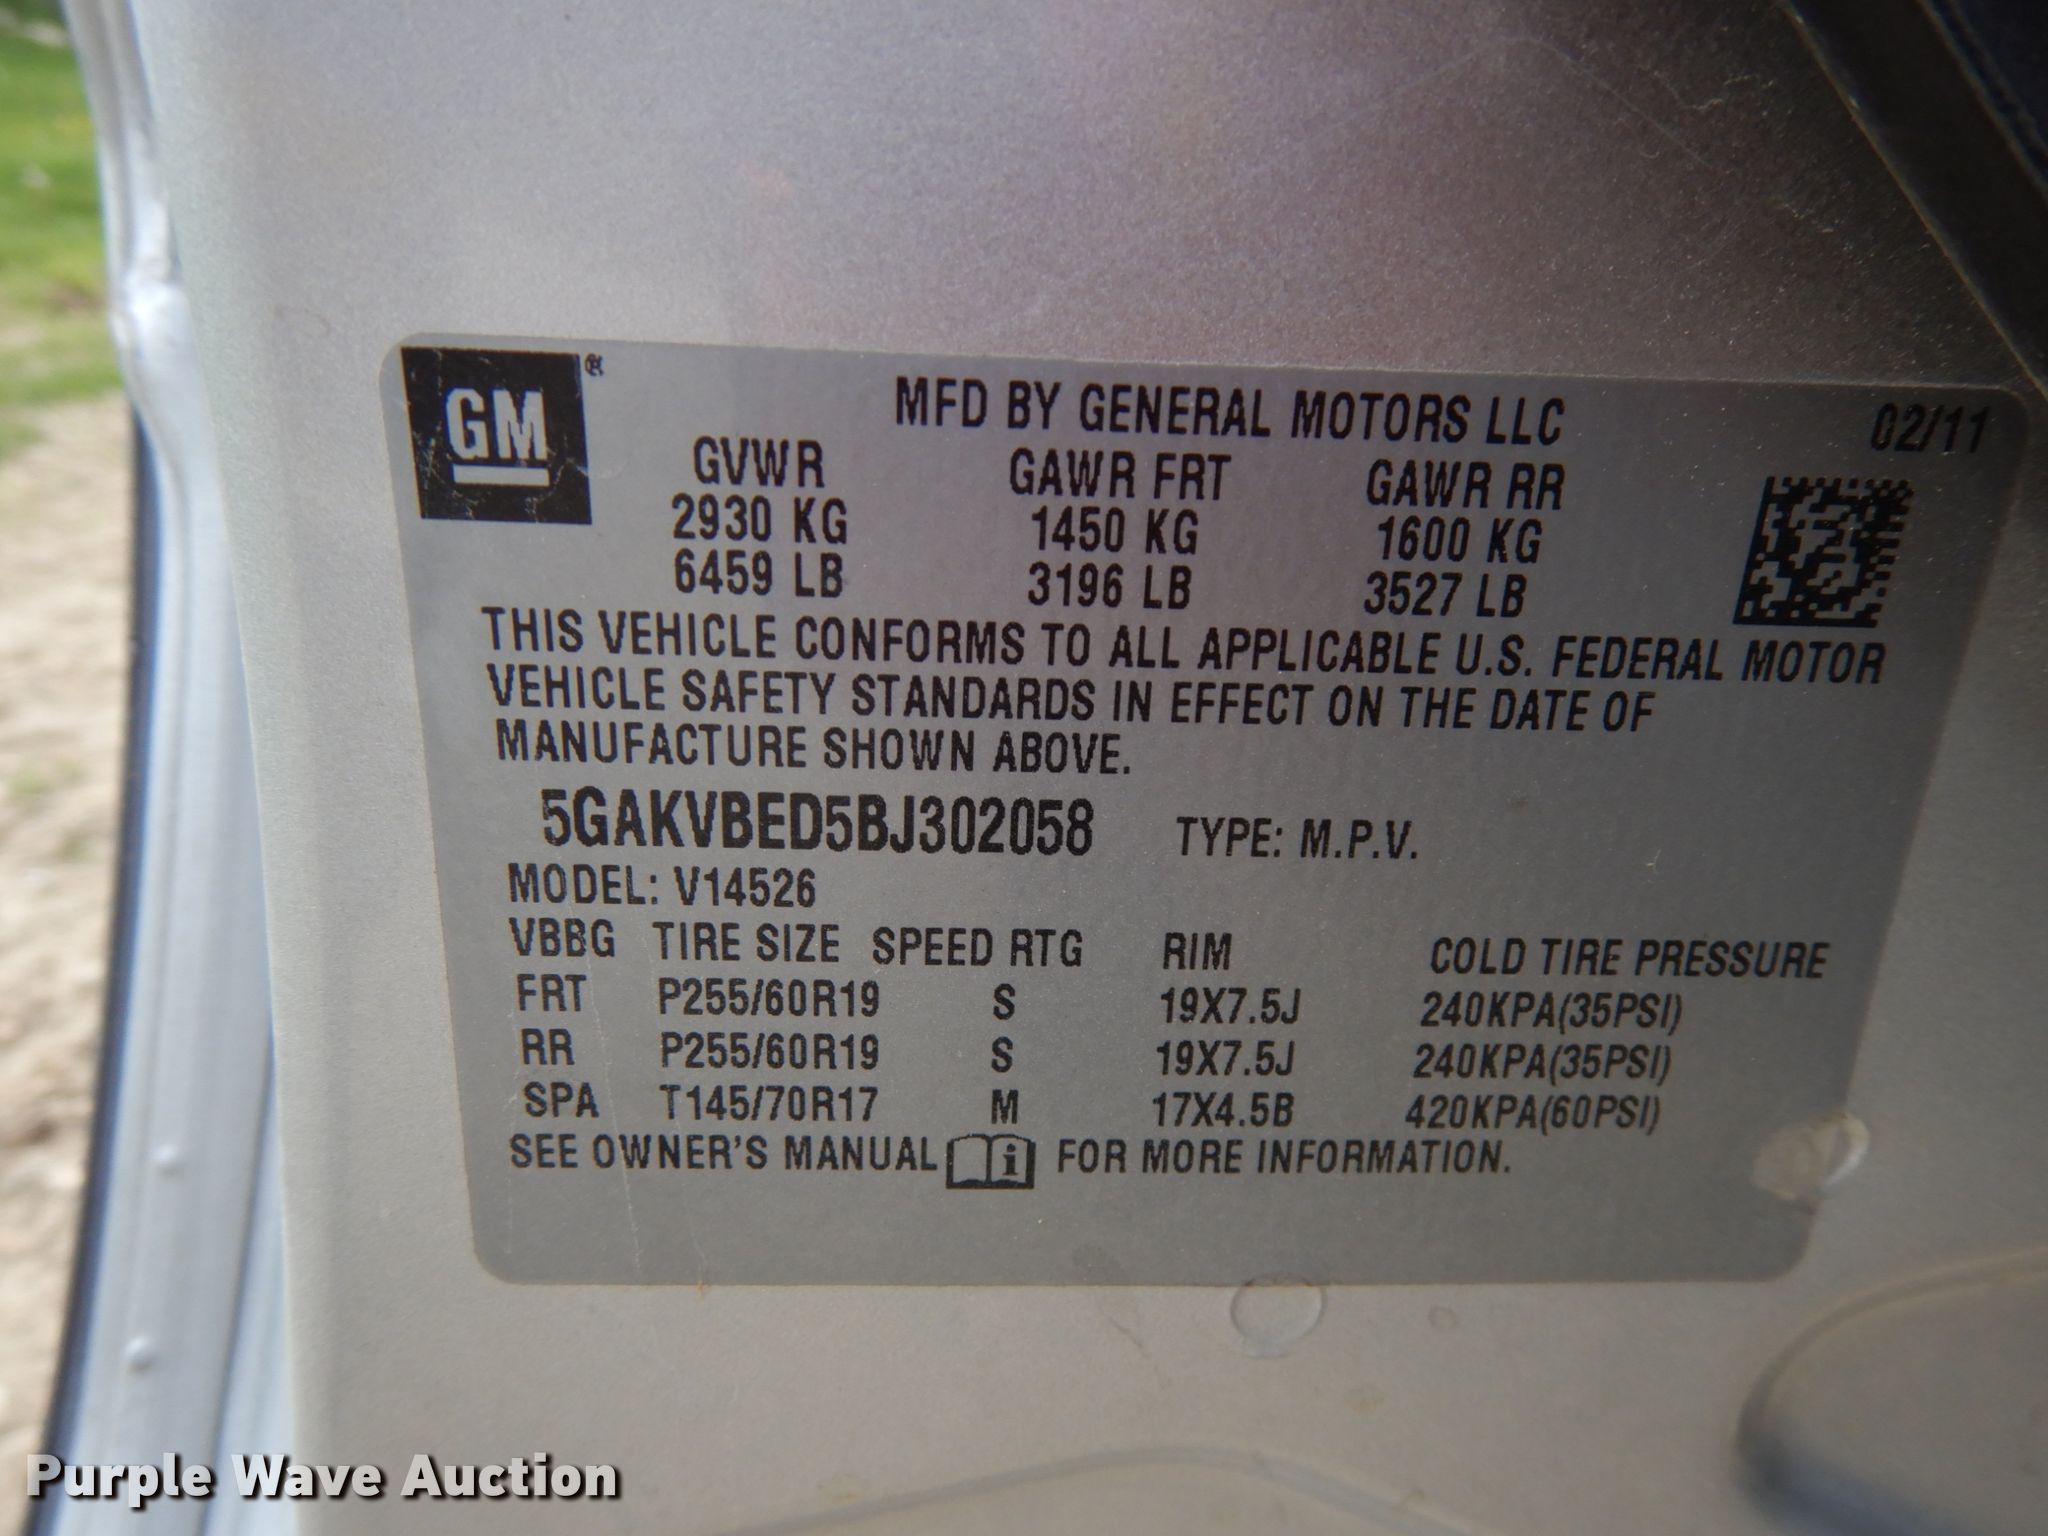 GM ®
MFD BY GENERAL MOTORS LLC 02/11
GVWR GAWR FRT GAWR RR
2930 KG 1450 KG 1600 KG
6459 LB 3196 LB 3527 LB
THIS VEHICLE CONFORMS TO ALL APPLICABLE U.S. FEDERAL MOTOR
VEHICLE SAFETY STANDARDS IN EFFECT ON THE DATE OF
MANUFACTURE SHOWN ABOVE.
5GAKVBED5BJ302058 TYPE: M.P.V.
MODEL: V14526
VBBG TIRE SIZE SPEED RTG RIM COLD TIRE PRESSURE
FRT P255/60R19 S 19X7.5J 240KPA(35PSI)
RR P255/60R19 S 19X7.5J 240KPA(35PSI)
SPA T145/70R17 M 17X4.5B 420KPA(60PSI)
SEE OWNER'S MANUAL i FOR MORE INFORMATION.
Purple Wave Auction